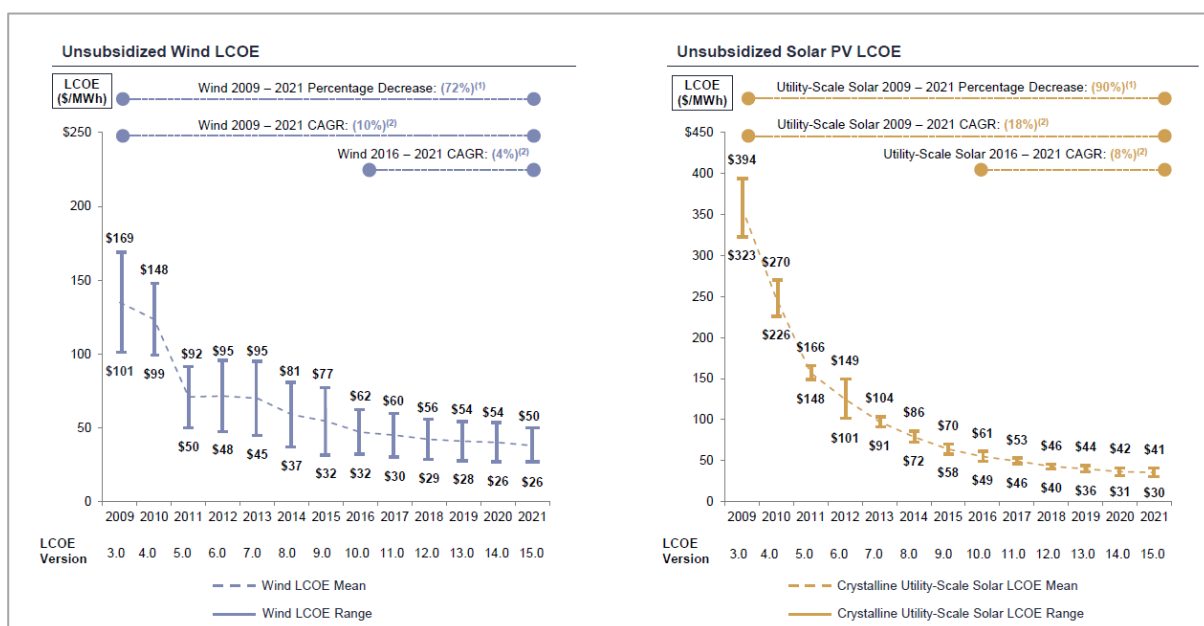 Unsubsidized Wind LCOE
LCOE
($/MWh)
Wind 2009 – 2021 Percentage Decrease: (72%)(1)
Wind 2009 – 2021 CAGR: (10%)(2)
Wind 2016 – 2021 CAGR: (4%)(2)
$250
200
150
100
50
0
$169
$148
$92
$95
$95
$81
$77
$62
$60
$56
$54
$54
$50
$101
$99
$50
$48
$45
$37
$32
$32
$30
$29
$28
$26
$26
2009 2010 2011 2012 2013 2014 2015 2016 2017 2018 2019 2020 2021
LCOE
Version
3.0 4.0 5.0 6.0 7.0 8.0 9.0 10.0 11.0 12.0 13.0 14.0 15.0
Wind LCOE Mean
Wind LCOE Range
Unsubsidized Solar PV LCOE
LCOE
($/MWh)
Utility-Scale Solar 2009 – 2021 Percentage Decrease: (90%)(1)
Utility-Scale Solar 2009 – 2021 CAGR: (18%)(2)
Utility-Scale Solar 2016 – 2021 CAGR: (8%)(2)
$450
400
350
300
250
200
150
100
50
0
$394
$270
$166
$149
$104
$86
$70
$61
$53
$46
$44
$42
$41
$323
$226
$148
$101
$91
$72
$58
$49
$46
$40
$36
$31
$30
2009 2010 2011 2012 2013 2014 2015 2016 2017 2018 2019 2020 2021
LCOE
Version
3.0 4.0 5.0 6.0 7.0 8.0 9.0 10.0 11.0 12.0 13.0 14.0 15.0
Crystalline Utility-Scale Solar LCOE Mean
Crystalline Utility-Scale Solar LCOE Range